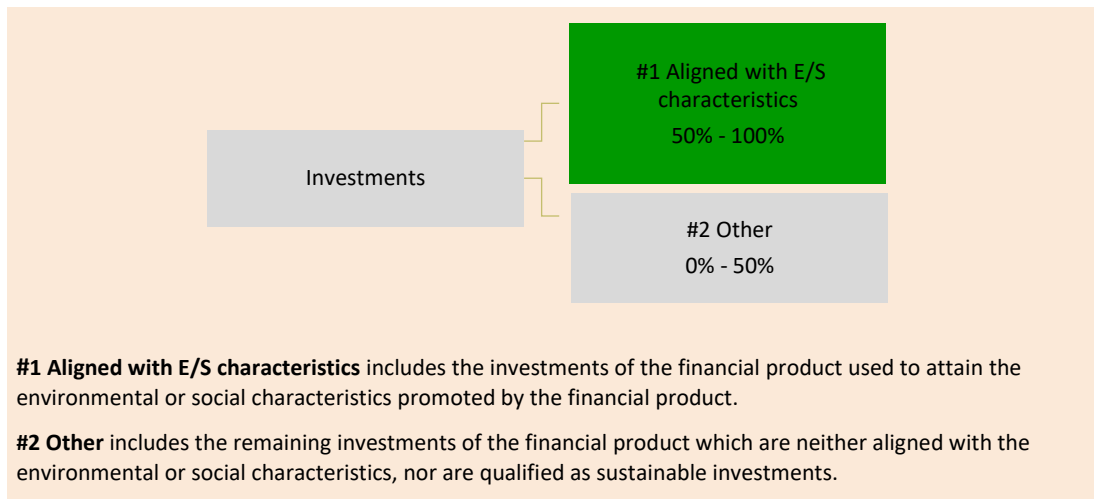 #1 Aligned with E/S
characteristics
50% - 100%
Investments
#2 Other
0% - 50%
#1 Aligned with E/S characteristics includes the investments of the financial product used to attain the
environmental or social characteristics promoted by the financial product.
#2 Other includes the remaining investments of the financial product which are neither aligned with the
environmental or social characteristics, nor are qualified as sustainable investments.